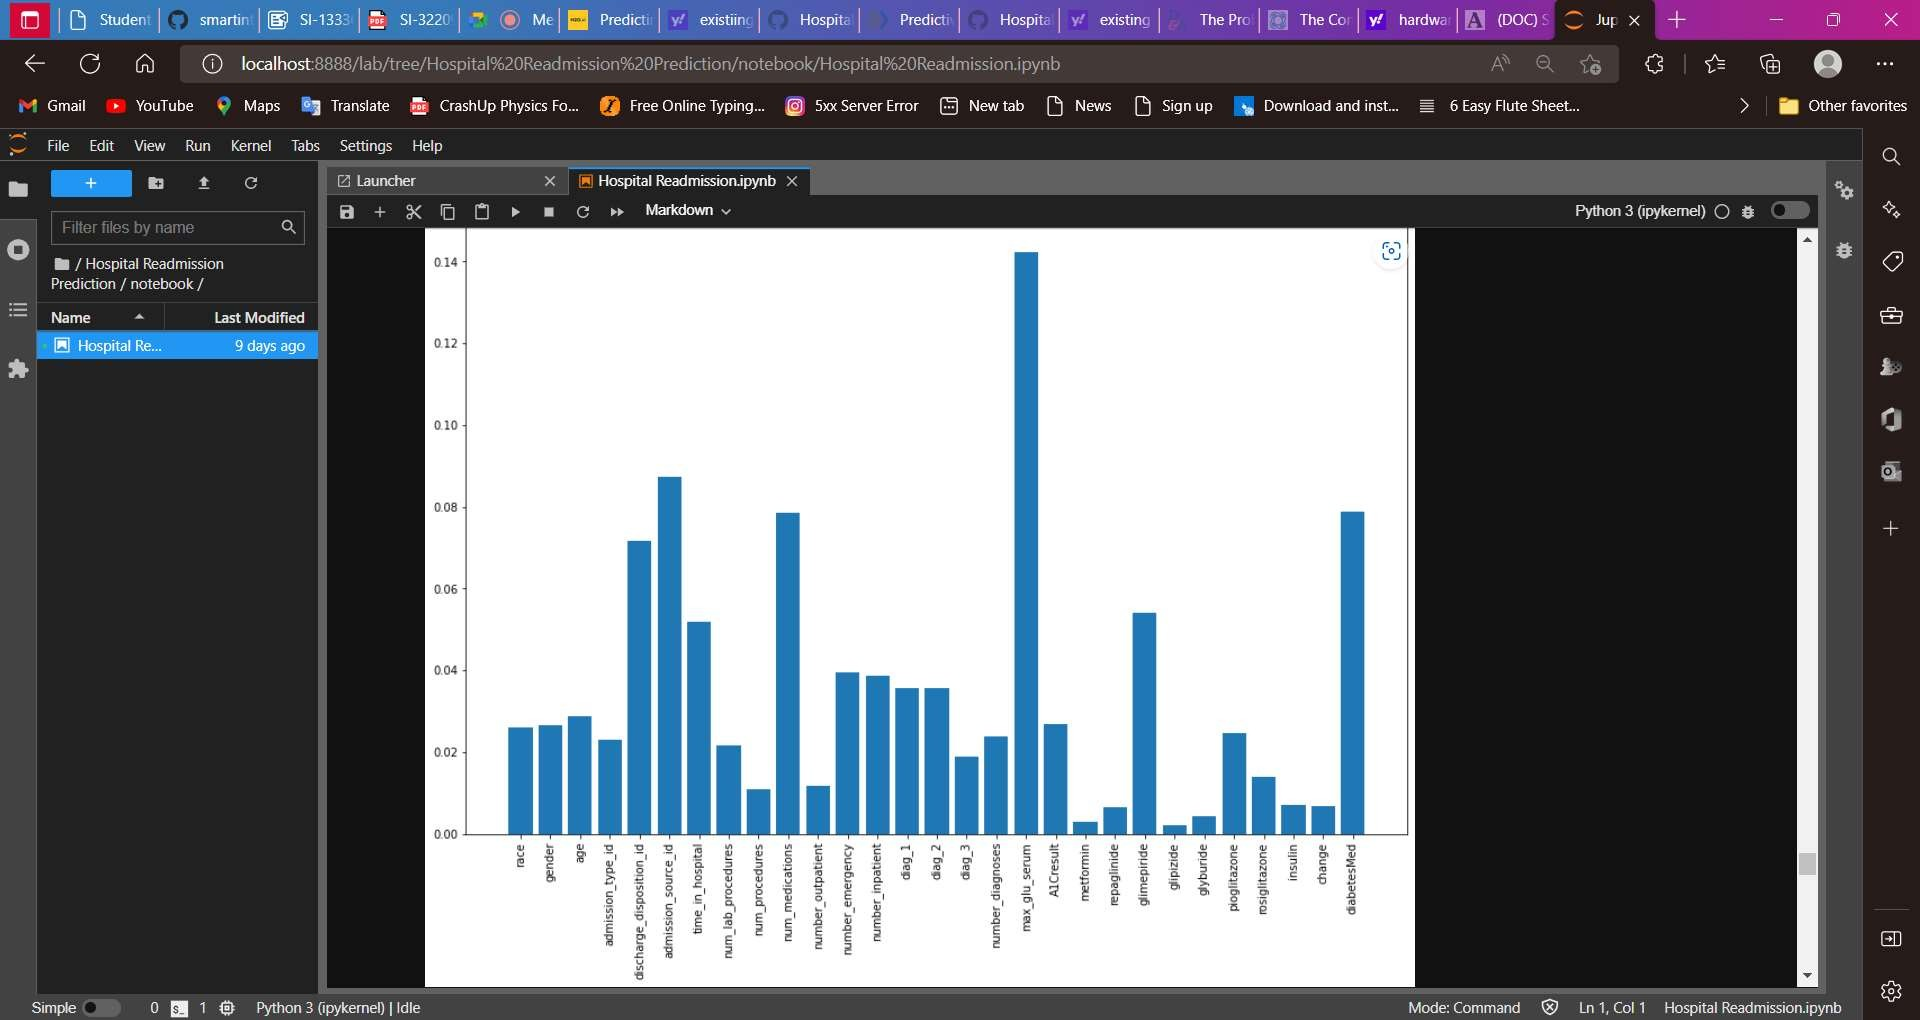 Student
smartint
SI-1333
SI-3220
Me
Predicti
existiing
Hospital
Predictiv
Hospital
existing
The Pro
The Cor
hardwar
(DOC) S
Jup
localhost:8888/lab/tree/Hospital%20Readmission%20Prediction/notebook/Hospital%20Readmission.ipynb
Gmail YouTube Maps Translate CrashUp Physics Fo... Free Online Typing... 5xx Server Error New tab News Sign up Download and inst... 6 Easy Flute Sheet... Other favorites
File Edit View Run Kernel Tabs Settings Help
Launcher
Hospital Readmission.ipynb
Markdown
Python 3 (ipykernel)
Filter files by name
/ Hospital Readmission
Prediction / notebook /
Name Last Modified
Hospital Re... 9 days ago
0.14
0.12
0.10
0.08
0.06
0.04
0.02
0.00
race
gender
age
admission_type_id
discharge_disposition_id
admission_source_id
time_in_hospital
num_lab_procedures
num_procedures
num_medications
number_outpatient
number_emergency
number_inpatient
diag_1
diag_2
diag_3
number_diagnoses
max_glu_serum
A1Cresult
metformin
repaglinide
glimepiride
glipizide
glyburide
pioglitazone
rosiglitazone
insulin
change
diabetesMed
Simple 0 1 Python 3 (ipykernel) | Idle
Mode: Command Ln 1, Col 1 Hospital Readmission.ipynb